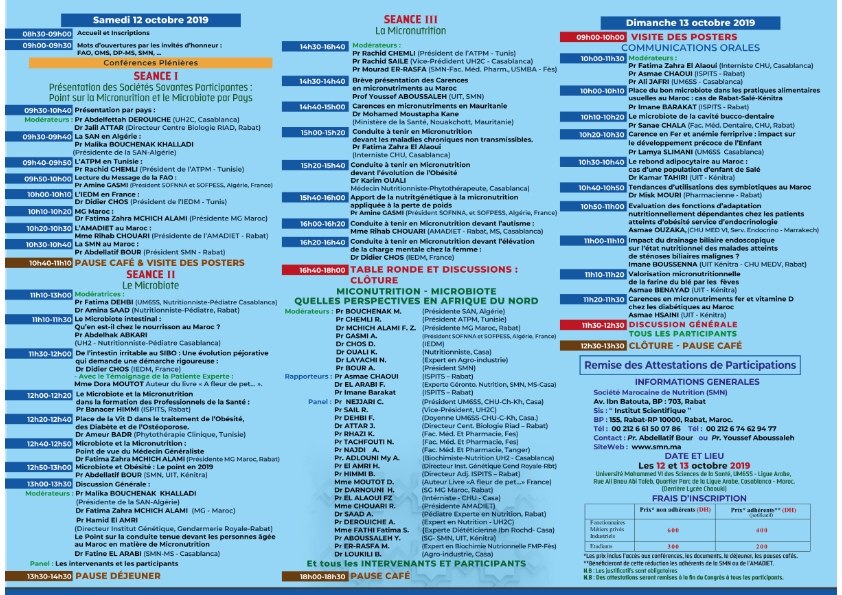 Samedi 12 octobre 2019
08h30-09h00 Accueil et Inscriptions
09h00-09h30 Mots d'ouvertures par les invités d'honneur :
FAO, OMS, DP-MS, SMN, ...
Conférences Plénières
SEANCE I
Présentation des Sociétés Savantes Participantes :
Point sur la Micronutrition et le Microbiote par Pays
09h30-10h40 Présentation par pays :
Modérateurs : Pr Abdelfettah DEROUICHE (UH2C, Casablanca)
Dr Jalil ATTAR (Directeur Centre Biologie RIAD, Rabat)
09h30-09h40 La SAN en Algérie :
Pr Malika BOUCHENAK KHALLADI
(Présidente de la SAN-Algérie)
09h40-09h50 L'ATPM en Tunisie :
Pr Rachid CHEMLI (Président de l'ATPM - Tunisie)
09h50-10h00 Lecture du Message de la FAO :
Pr Amine GASMI (Président SOFNNA et SOFPESS, Algérie, France)
10h00-10h10 L'IEDM en France :
Dr Didier CHOS (Président de l'IEDM - Tunis)
10h10-10h20 MG Maroc :
Dr Fatima Zahra MCHICH ALAMI (Présidente MG Maroc)
10h20-10h30 L'AMADIET au Maroc :
Mme Rihab CHOUARI (Présidente de l'AMADIET - Rabat)
10h30-10h40 La SMN au Maroc :
Pr Abdellatif BOUR (Président SMN - Rabat)
10h40-11h10 PAUSE CAFÉ & VISITE DES POSTERS
SEANCE II
Le Microbiote
11h10-13h00 Modératrices :
Pr Fatima DEHBI (UM6SS, Nutritionniste-Pédiatre, Casablanca)
Dr Amina SAAD (Nutritionniste-Pédiatre, Rabat)
11h10-11h30 Le Microbiote intestinal :
Qu'en est-il chez le nourrisson au Maroc ?
Pr Abdelhak ABKARI
(UH2 - Nutritionniste-Pédiatre Casablanca)
11h30-12h00 De l'intestin irritable au SIBO : Une évolution péjorative
qui demande une démarche rigoureuse :
Dr Didier CHOS (IEDM, France)
- Avec le Témoignage de la Patiente Experte :
Mme Dora MOUTOT Auteur du livre « A fleur de pet... ».
12h00-12h20 Le Microbiote et la Micronutrition
dans la formation des Professionnels de la Santé :
Pr Banacer HIMMI (ISPITS, Rabat)
12h20-12h40 Place de la Vit D dans le traitement de l'Obésité,
des Diabète et de l'Ostéoporose.
Dr Ameur BADR (Phytothérapie Clinique, Tunisie)
12h40-12h50 Microbiote et la Micronutrition :
Point de vue du Médecin Généraliste
Dr Fatima Zahra MCHICH ALAMI (Présidente MG Maroc, Rabat)
12h50-13h00 Microbiote et Obésité : Le point en 2019
Pr Abdellatif BOUR (SMN, UIT, Kénitra)
13h00-13h30 Discussion Générale :
Modérateurs : Pr Malika BOUCHENAK KHALLADI
(Présidente de la SAN-Algérie)
Dr Fatima Zahra MCHICH ALAMI (MG - Maroc)
Pr Hamid El AMRI
(Directeur Institut Génétique, Gendarmerie Royale-Rabat)
Le Point sur la conduite tenue devant les personnes âgée
au Maroc en matière de Micronutrition
Dr Fatine EL ARABI (SMN-MS - Casablanca)
Panel : Les intervenants et les participants
13h30-14h30 PAUSE DÉJEUNER
SEANCE III
La Micronutrition
14h30-16h40 Modérateurs :
Pr Rachid CHEMLI (Président de l'ATPM - Tunis)
Pr Rachid SAILE (Vice-Président UH2C - Casablanca)
Pr Mourad ER-RASFA (SMN-Fac. Méd. Pharm., USMBA - Fès)
14h30-14h40 Brève présentation des Carences
en micronutriments au Maroc
Prof Youssef ABOUSSALEH (UIT, SMN)
14h40-15h00 Carences en micronutriments en Mauritanie
Dr Mohamed Moustapha Kane
(Ministère de la Santé, Nouakchott, Mauritanie)
15h00-15h20 Conduite à tenir en Micronutrition
devant les maladies chroniques non transmissibles.
Pr Fatima Zahra El Alaoui
(Interniste CHU, Casablanca)
15h20-15h40 Conduite à tenir en Micronutrition
devant l'évolution de l'Obésité
Dr Karim OUALI
Médecin Nutritionniste-Phytothérapeute, Casablanca)
15h40-16h00 Apport de la nutrigénétique à la micronutrition
appliquée à la perte de poids
Pr Amine GASMI (Président SOFNNA, et SOFPESS, Algérie, France)
16h00-16h20 Conduite à tenir en Micronutrition devant l'autisme :
Mme Rihab CHOUARI (AMADIET - Rabat, MS, Casablanca)
16h20-16h40 Conduite à tenir en Micronutrition devant l'élévation
de la charge mentale chez la femme :
Dr Didier CHOS (IEDM, France)
16h40-18h00 TABLE RONDE ET DISCUSSIONS :
CLÔTURE
MICONUTRITION - MICROBIOTE
QUELLES PERSPECTIVES EN AFRIQUE DU NORD
Modérateurs : Pr BOUCHENAK M. (Présidente SAN, Algérie)
Pr CHEMLI R. (Président ATPM, Tunisie)
Dr MCHICH ALAMI F. Z. (Présidente MG Maroc, Rabat)
Pr GASMI A. (Président SOFNNA et SOFPESS, Algérie, France)
Dr CHOS D. (IEDM)
Dr OUALI K. (Nutritionniste, Casa)
Dr LAYACHI N. (Expert en Agro-industrie)
Pr BOUR A. (Président SMN)
Rapporteurs : Pr Asmae CHAOUI (ISPITS - Rabat)
Dr EL ARABI F. (Experte Géronto. Nutrition, SMN, MS-Casa)
Pr Imane Barakat (ISPITS - Rabat)
Panel : Pr NEJJARI C. (Président UM6SS, CHU-Ch-Kh, Casa)
Pr SAIL R. (Vice-Président, UH2C)
Pr DEHBI F. (Doyenne UM6SS-CHU-C-Kh, Casa.)
Dr ATTAR J. (Directeur Cent. Biologie Riad - Rabat)
Pr RHAZI K. (Fac. Méd. Et Pharmacie, Fes)
Pr TACHFOUTI N. (Fac. Méd. Et Pharmacie, Fes)
Pr NAJDI A. (Fac. Méd. Et Pharmacie, Tanger)
Pr. ADLOUNI My A. (Biochimiste-Nutrition UH2 - Casablanca)
Pr El AMRI H. (Directeur Inst. Génétique Gend Royale-Rbt)
Pr HIMMI B. (Directeur Adj. ISPITS - Rabat)
Mme MOUTOT D. (Auteur Livre «A fleur de pet...» France)
Dr DARNOUNI H. (SG MG Maroc, Rabat)
Pr EL ALAOUI FZ (Interniste - CHU - Casa)
Mme CHOUARI R. (Présidente AMADIET)
Dr SAAD A. (Pédiatre Experte en Nutrition, Rabat)
Pr DEROUICHE A. (Expert en Nutrition - UH2C)
Mme FATHI Fatima S. (Experte Diététicienne Ibn Rochd- Casa)
Pr ABOUSSALEH Y. (SG- SMN, UIT, Kénitra)
Pr ER-RASFA M. (Expert en Biochimie Nutritionnelle FMP-Fès)
Dr LOUKILI B. (Agro-industrie, Casa)
Et tous les INTERVENANTS ET PARTICIPANTS
18h00-18h30 PAUSE CAFÉ
Dimanche 13 octobre 2019
09h00-10h00 VISITE DES POSTERS
COMMUNICATIONS ORALES
10h00-11h30 Modérateurs :
Pr Fatima Zahra El Alaoui (Interniste CHU, Casablanca)
Pr Asmae CHAOUI (ISPITS - Rabat)
Pr Ali JAFRI (UM6SS - Casablanca)
10h00-10h10 Place du bon microbiote dans les pratiques alimentaires
usuelles au Maroc : cas de Rabat-Salé-Kénitra
Pr Imane BARAKAT (ISPITS - Rabat)
10h10-10h20 Le microbiote de la cavité bucco-dentaire
Pr Sanae CHALA (Fac. Méd. Dentaire, CHU, Rabat)
10h20-10h30 Carence en Fer et anémie ferriprive : impact sur
le développement précoce de l'Enfant
Pr Lamya SLIMANI (UM6SS Casablanca)
10h30-10h40 Le rebond adipocytaire au Maroc :
cas d'une population d'enfant de Salé
Dr Kamar TAHIRI (UIT - Kénitra)
10h40-10h50 Tendances d'utilisations des symbiotiques au Maroc
Dr Misk MOURI (Pharmacienne - Rabat)
10h50-11h00 Evaluation des fonctions d'adaptation
nutritionnellement dépendantes chez les patients
atteints d'obésité service d'endocrinologie
Asmae OUZAKA, (CHU MED VI, Serv. Endocrino - Marrakech)
11h00-11h10 Impact du drainage biliaire endoscopique
sur l'état nutritionnel des malades atteints
de sténoses biliaires malignes ?
Imane BOUSSENNA (UIT Kénitra - CHU MEDV, Rabat)
11h10-11h20 Valorisation micronutritionnelle
de la farine du blé par les fèves
Asmae BENAYAD (UIT - Kénitra)
11h20-11h30 Carences en micronutriments fer et vitamine D
chez les diabétiques au Maroc
Asmae HSAINI (UIT - Kénitra)
11h30-12h30 DISCUSSION GÉNÉRALE
TOUS LES PARTICIPANTS
12h30-13h30 CLÔTURE - PAUSE CAFÉ
Remise des Attestations de Participations
INFORMATIONS GENERALES
Société Marocaine de Nutrition (SMN)
Av. Ibn Batouta, BP : 703, Rabat
Sis : " Institut Scientifique "
BP : 155, Rabat-RP 10000, Rabat, Maroc.
Tél : 00 212 6 61 50 07 86 Tél : 00 212 6 74 62 94 77
Contact : Pr. Abdellatif Bour ou Pr. Youssef Aboussaleh
SiteWeb : www.smn.ma
DATE ET LIEU
Les 12 et 13 octobre 2019
Université Mohammed VI des Sciences de la Santé, UM6SS - Ligue Arabe,
Rue Ali Bnou Abi Taleb, Quartier Parc de la Ligue Arabe, Casablanca - Maroc.
(Derrière Lycée Chaouki)
FRAIS D'INSCRIPTION
Prix* non adhérents (DH) Prix* adhérents** (DH)
(justificatif)
Fonctionnaires
Métiers privés
Industriels
600 400
Etudians 300 200
*Les prix inclus l'accès aux conférences, les documents, le déjeuner, les pauses cafés.
**Bénéficieront de cette réduction les adhérents de la SMN ou de l'AMADIET.
N.B : Les justificatifs sont obligatoires
N.B : Des attestations seront remises à la fin du Congrès à tous les participants.